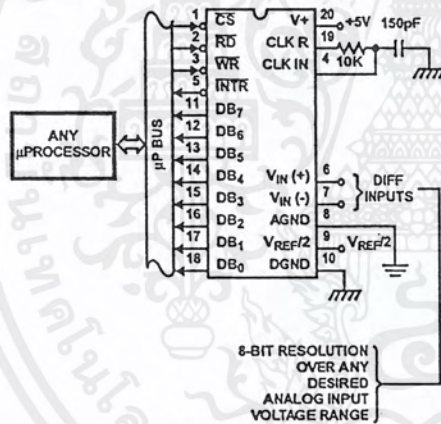 1 CS V+ 20 +5V 150pF
2 RD CLK R 19
3 WR CLK IN 4 10K
5 INTR
11 DB7
12 DB6
13 DB5
14 DB4 VIN (+) 6
15 DB3 VIN (-) 7
16 DB2 AGND 8
17 DB1 VREF/2 9 VREF/2
18 DB0 DGND 10
ANY
µPROCESSOR
µP BUS
DIFF
INPUTS
8-BIT RESOLUTION
OVER ANY
DESIRED
ANALOG INPUT
VOLTAGE RANGE